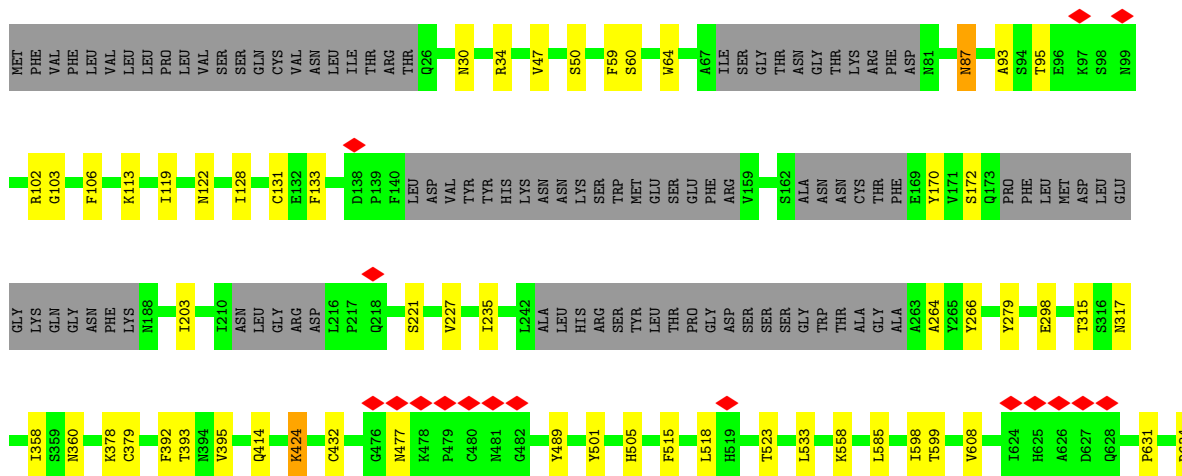 MET PHE VAL PHE LEU VAL LEU LEU PRO LEU VAL SER SER GLN CYS VAL ASN LEU ILE THR ARG THR Q26 N30 R34 V47 S50 F59 S60 W64 A67 ILE SER GLY THR ASN GLY THR LYS ARG PHE ASP N81 N87 A93 S94 T95 E96 K97 S98 N99
R102 G103 F106 K113 I119 N122 I128 C131 E132 F133 D138 P139 F140 LEU ASP VAL TYR TYR HIS LYS ASN ASN LYS SER TRP MET GLU SER GLU PHE ARG V159 S162 ALA ASN ASN CYS THR PHE E169 Y170 V171 S172 Q173 PRO PHE LEU MET ASP LEU GLU
GLY LYS GLN GLY ASN PHE LYS N188 I203 I210 ASN LEU GLY ARG ASP L216 P217 Q218 S221 V227 I235 L242 ALA LEU HIS ARG SER TYR LEU THR PRO GLY ASP SER SER SER GLY TRP THR ALA GLY ALA A263 A264 Y265 Y266 Y279 E298 T315 S316 N317
I358 S359 N360 K378 C379 F392 T393 N394 V395 Q414 K424 C432 G476 N477 K478 P479 C480 N481 G482 Y489 Y501 H505 F515 L518 H519 T523 L533 K558 L585 I598 T599 V608 I624 H625 A626 D627 Q628 P631